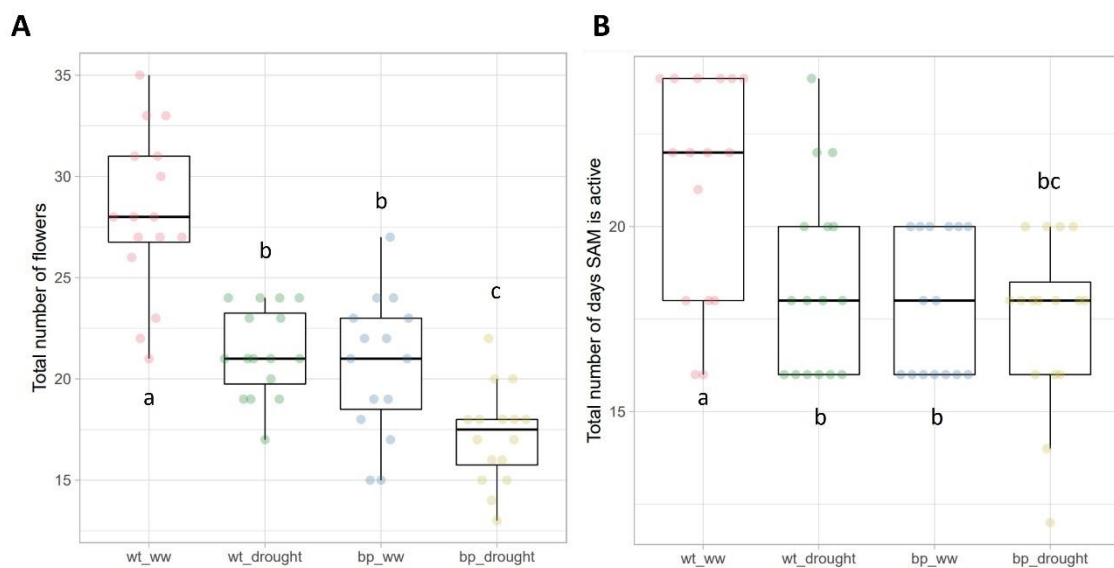 A
Total number of flowers
35
30
25
20
15
a
b
b
c
wt_ww
wt_drought
bp_ww
bp_drought
B
Total number of days SAM is active
20
15
a
b
b
bc
wt_ww
wt_drought
bp_ww
bp_drought